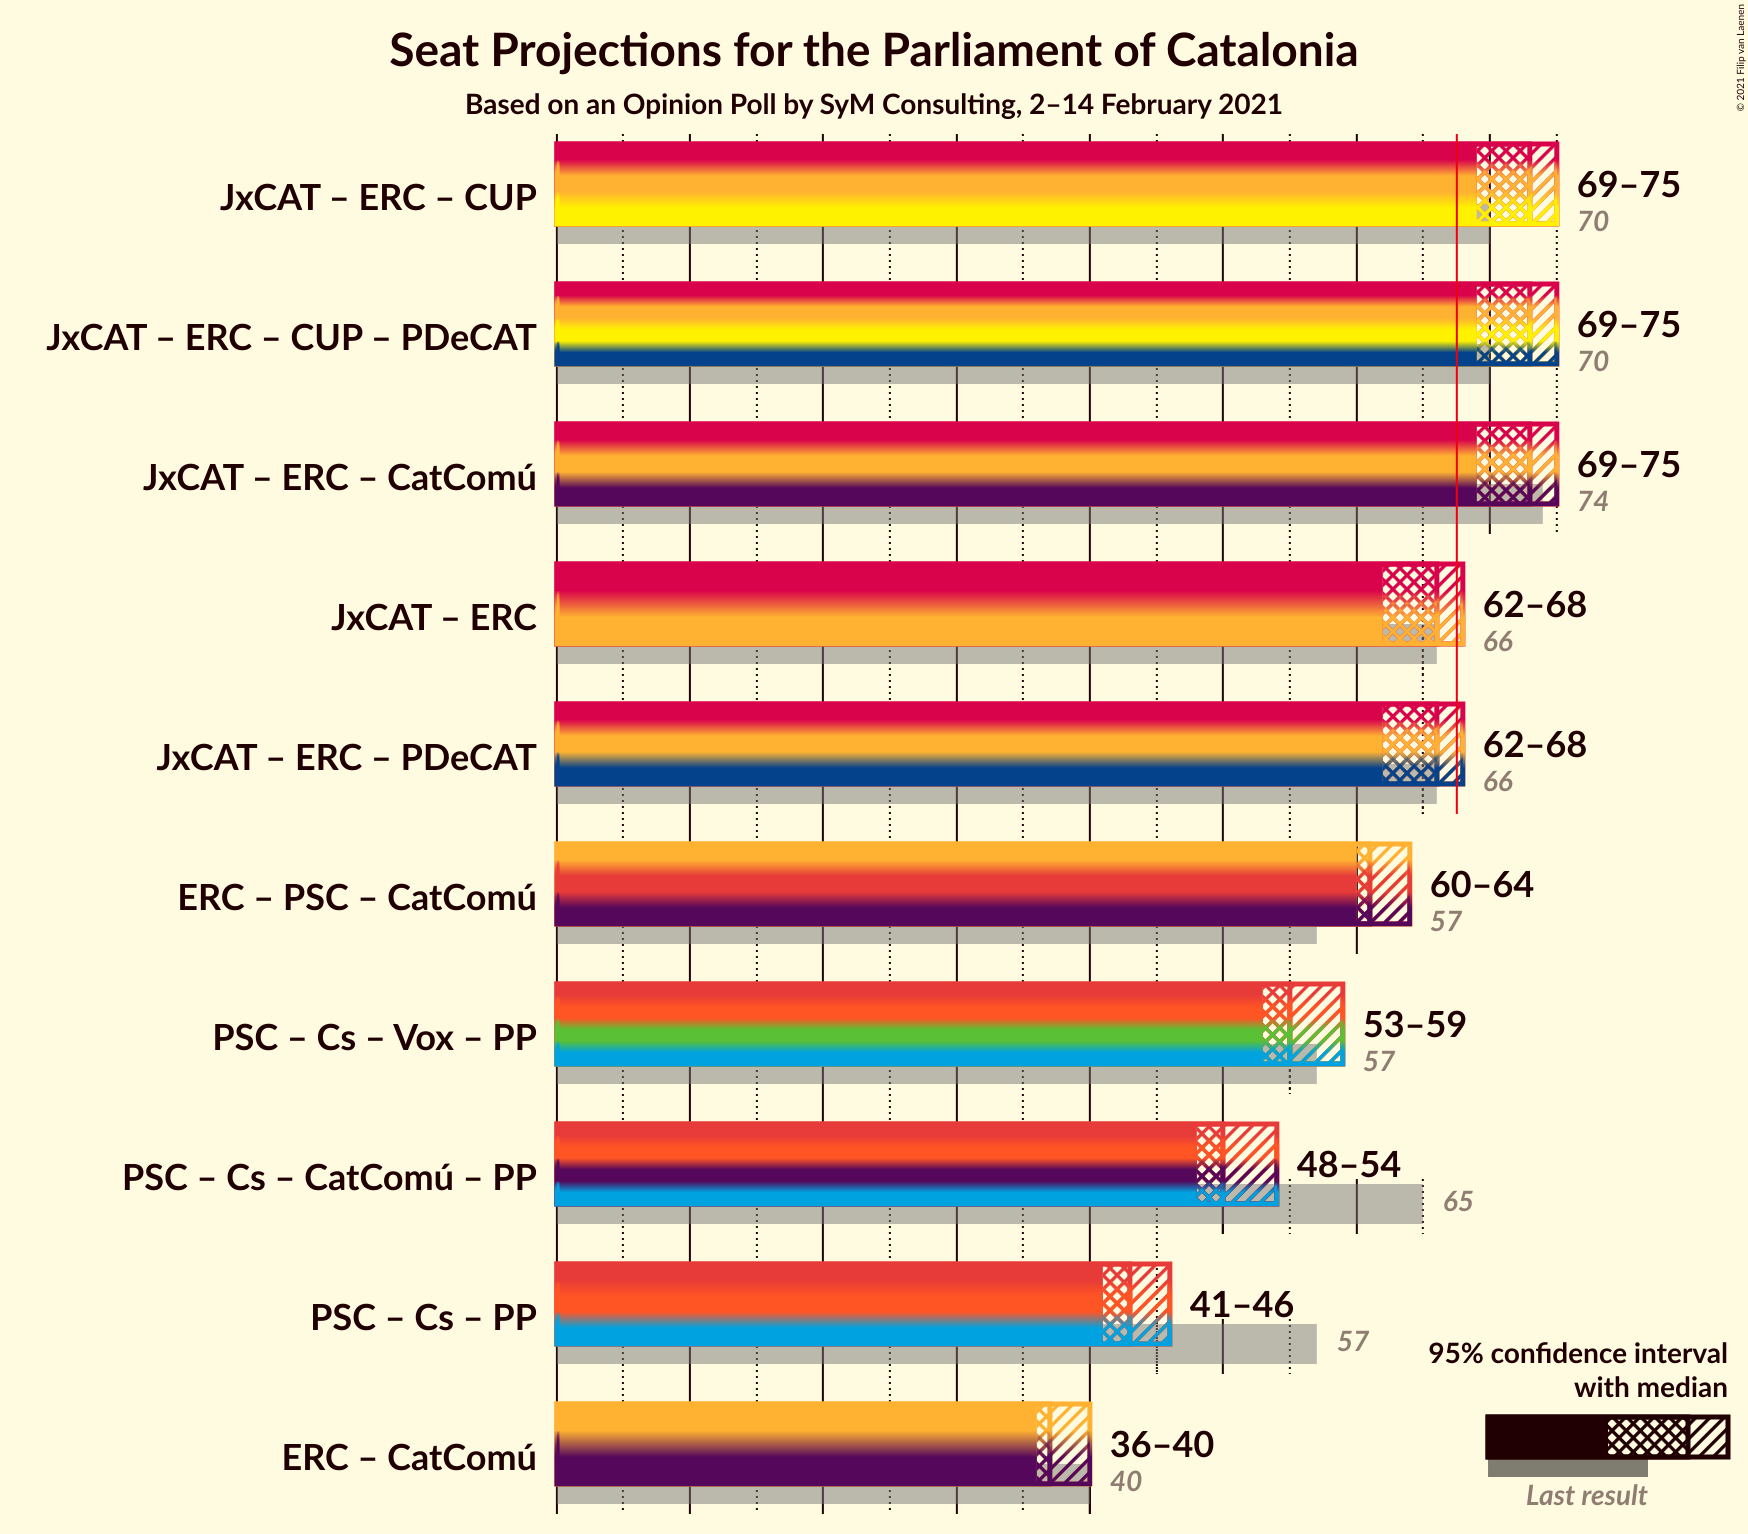 Seat Projections for the Parliament of Catalonia
Based on an Opinion Poll by SyM Consulting, 2–14 February 2021
© 2021 Filip van Laenen
JxCAT – ERC – CUP
69–75
70
JxCAT – ERC – CUP – PDeCAT
69–75
70
JxCAT – ERC – CatComú
69–75
74
JxCAT – ERC
62–68
66
JxCAT – ERC – PDeCAT
62–68
66
ERC – PSC – CatComú
60–64
57
PSC – Cs – Vox – PP
53–59
57
PSC – Cs – CatComú – PP
48–54
65
PSC – Cs – PP
41–46
57
ERC – CatComú
36–40
40
95% confidence interval
with median
Last result